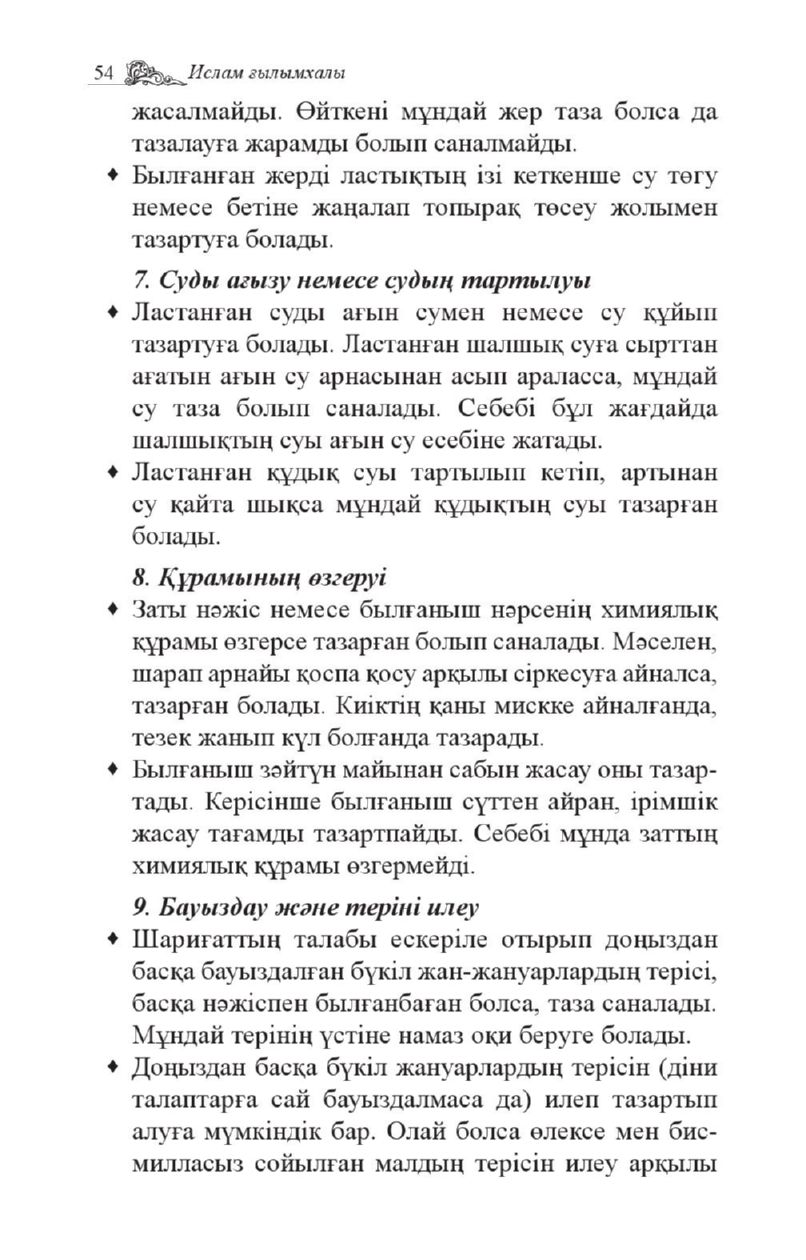 54 Ислам ғылымхалы
жасалмайды. Өйткені мұндай жер таза болса да
тазалауға жарамды болып саналмайды.
♦ Былғанған жерді ластықтың ізі кеткенше су төгу
немесе бетіне жаңалап топырақ төсеу жолымен
тазартуға болады.
7. Суды ағызу немесе судың тартылуы
♦ Ластанған суды ағын сумен немесе су құйып
тазартуға болады. Ластанған шалшық суға сырттан
ағатын ағын су арнасынан асып араласса, мұндай
су таза болып саналады. Себебі бұл жағдайда
шалшықтың суы ағын су есебіне жатады.
♦ Ластанған құдық суы тартылып кетіп, артынан
су қайта шықса мұндай құдықтың суы тазарған
болады.
8. Құрамының өзгеруі
♦ Заты нәжіс немесе былғаныш нәрсенің химиялық
құрамы өзгерсе тазарған болып саналады. Мәселен,
шарап арнайы қоспа қосу арқылы сіркесуға айналса,
тазарған болады. Киіктің қаны мискке айналғанда,
тезек жанып күл болғанда тазарады.
♦ Былғаныш зәйтүн майынан сабын жасау оны тазар-
тады. Керісінше былғаныш сүттен айран, ірімшік
жасау тағамды тазартпайды. Себебі мұнда заттың
химиялық құрамы өзгермейді.
9. Бауыздау және теріні илеу
♦ Шариғаттың талабы ескеріле отырып доңыздан
басқа бауыздалған бүкіл жан-жануарлардың терісі,
басқа нәжіспен былғанбаған болса, таза саналады.
Мұндай терінің үстіне намаз оқи беруге болады.
♦ Доңыздан басқа бүкіл жануарлардың терісін (діни
талаптарға сай бауыздалмаса да) илеп тазартып
алуға мүмкіндік бар. Олай болса өлексе мен бис-
милласыз сойылған малдың терісін илеу арқылы